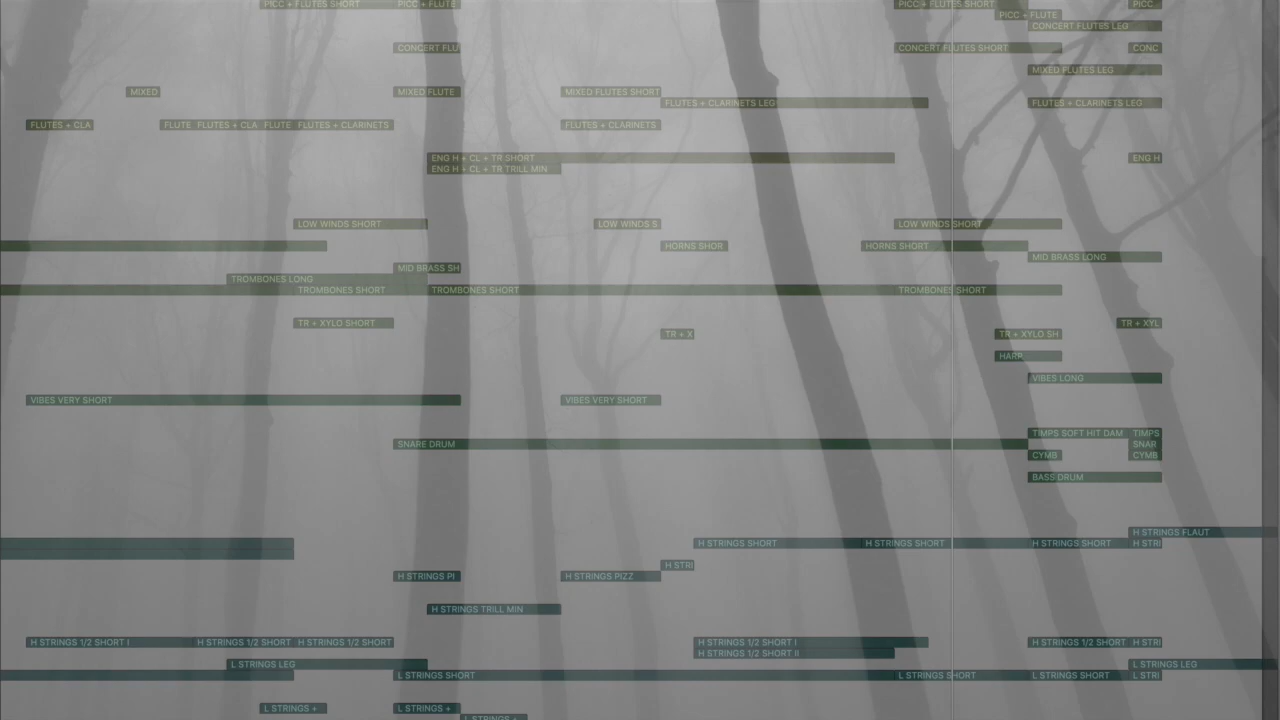 PICC + FLUTES SHORT PICC + FLUTE PICC + FLUTES SHORT PICC
PICC + FLUTE
CONCERT FLUTES LEG
CONCERT FLU CONCERT FLUTES SHORT CONC
MIXED FLUTES LEG
MIXED MIXED FLUTE MIXED FLUTES SHORT
FLUTES + CLARINETS LEG FLUTES + CLARINETS LEG
FLUTES + CLA FLUTE FLUTES + CLA FLUTE FLUTES + CLARINETS FLUTES + CLARINETS
ENG H + CL + TR SHORT ENG H
ENG H + CL + TR TRILL MIN
LOW WINDS SHORT LOW WINDS S LOW WINDS SHORT
HORNS SHOR HORNS SHORT
MID BRASS LONG
MID BRASS SH
TROMBONES LONG
TROMBONES SHORT TROMBONES SHORT TROMBONES SHORT
TR + XYLO SHORT TR + XYL
TR + X TR + XYLO SH
HARP
VIBES LONG
VIBES VERY SHORT VIBES VERY SHORT
TIMPS SOFT HIT DAM TIMPS
SNARE DRUM SNAR
CYMB CYMB
BASS DRUM
H STRINGS FLAUT
H STRINGS SHORT H STRINGS SHORT H STRINGS SHORT H STRI
H STRI
H STRINGS PI H STRINGS PIZZ
H STRINGS TRILL MIN
H STRINGS 1/2 SHORT I H STRINGS 1/2 SHORT H STRINGS 1/2 SHORT H STRINGS 1/2 SHORT I H STRINGS 1/2 SHORT H STRI
H STRINGS 1/2 SHORT II
L STRINGS LEG L STRINGS LEG
L STRINGS SHORT L STRINGS SHORT L STRINGS SHORT L STRI
L STRINGS + L STRINGS +
L STRINGS +